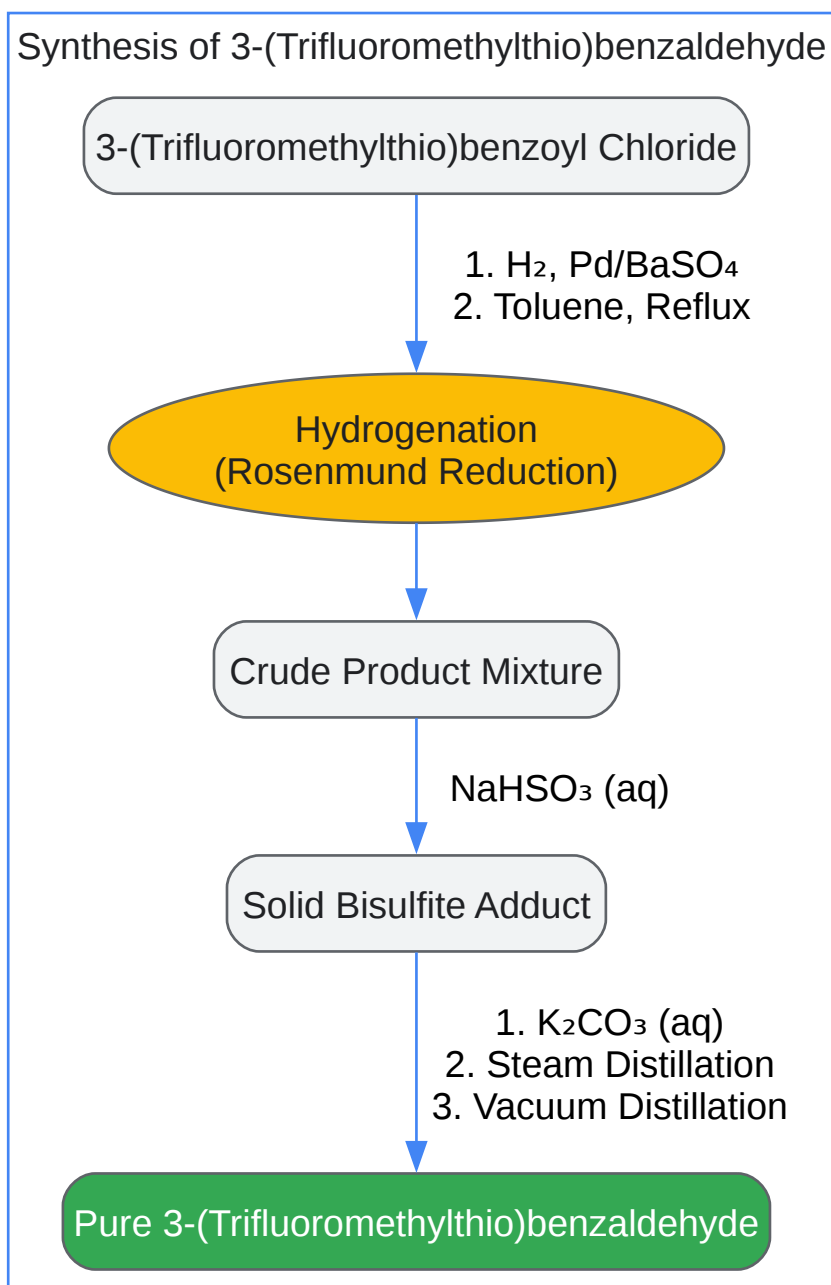 Synthesis of 3-(Trifluoromethylthio)benzaldehyde
3-(Trifluoromethylthio)benzoyl Chloride
1. H₂, Pd/BaSO₄
2. Toluene, Reflux
Hydrogenation
(Rosenmund Reduction)
Crude Product Mixture
NaHSO₃ (aq)
Solid Bisulfite Adduct
1. K₂CO₃ (aq)
2. Steam Distillation
3. Vacuum Distillation
Pure 3-(Trifluoromethylthio)benzaldehyde